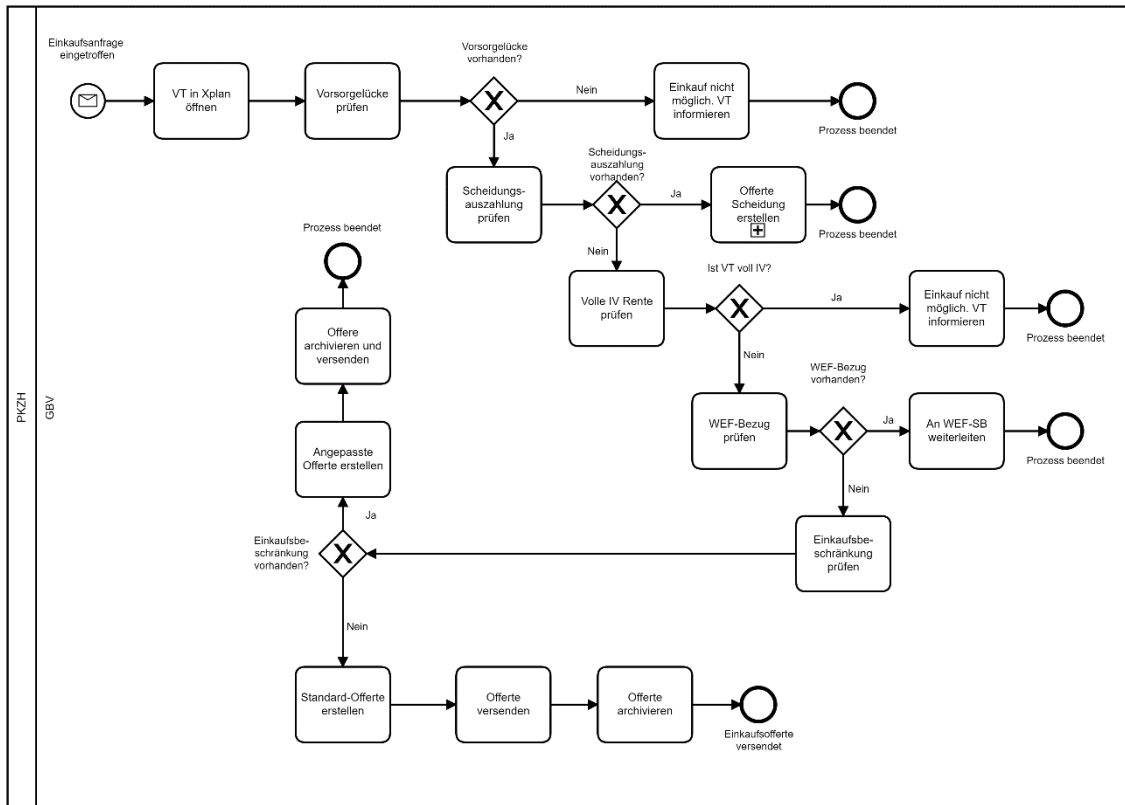 PKZH
GBV
Einkaufsanfrage
eingetroffen
VT in Xplan
öffnen
Vorsorgelücke
prüfen
Vorsorgelücke
vorhanden?
Nein
Einkauf nicht
möglich. VT
informieren
Prozess beendet
Ja
Scheidungs-
auszahlung
prüfen
Scheidungs-
auszahlung
vorhanden?
Ja
Offerte
Scheidung
erstellen
Prozess beendet
Nein
Volle IV Rente
prüfen
Ist VT voll IV?
Ja
Einkauf nicht
möglich. VT
informieren
Prozess beendet
Nein
WEF-Bezug
prüfen
WEF-Bezug
vorhanden?
Ja
An WEF-SB
weiterleiten
Prozess beendet
Nein
Einkaufsbe-
schränkung
prüfen
Einkaufsbe-
schränkung
vorhanden?
Ja
Angepasste
Offerte erstellen
Offere
archivieren und
versenden
Prozess beendet
Nein
Standard-Offerte
erstellen
Offerte
versenden
Offerte
archivieren
Einkaufsofferte
versendet